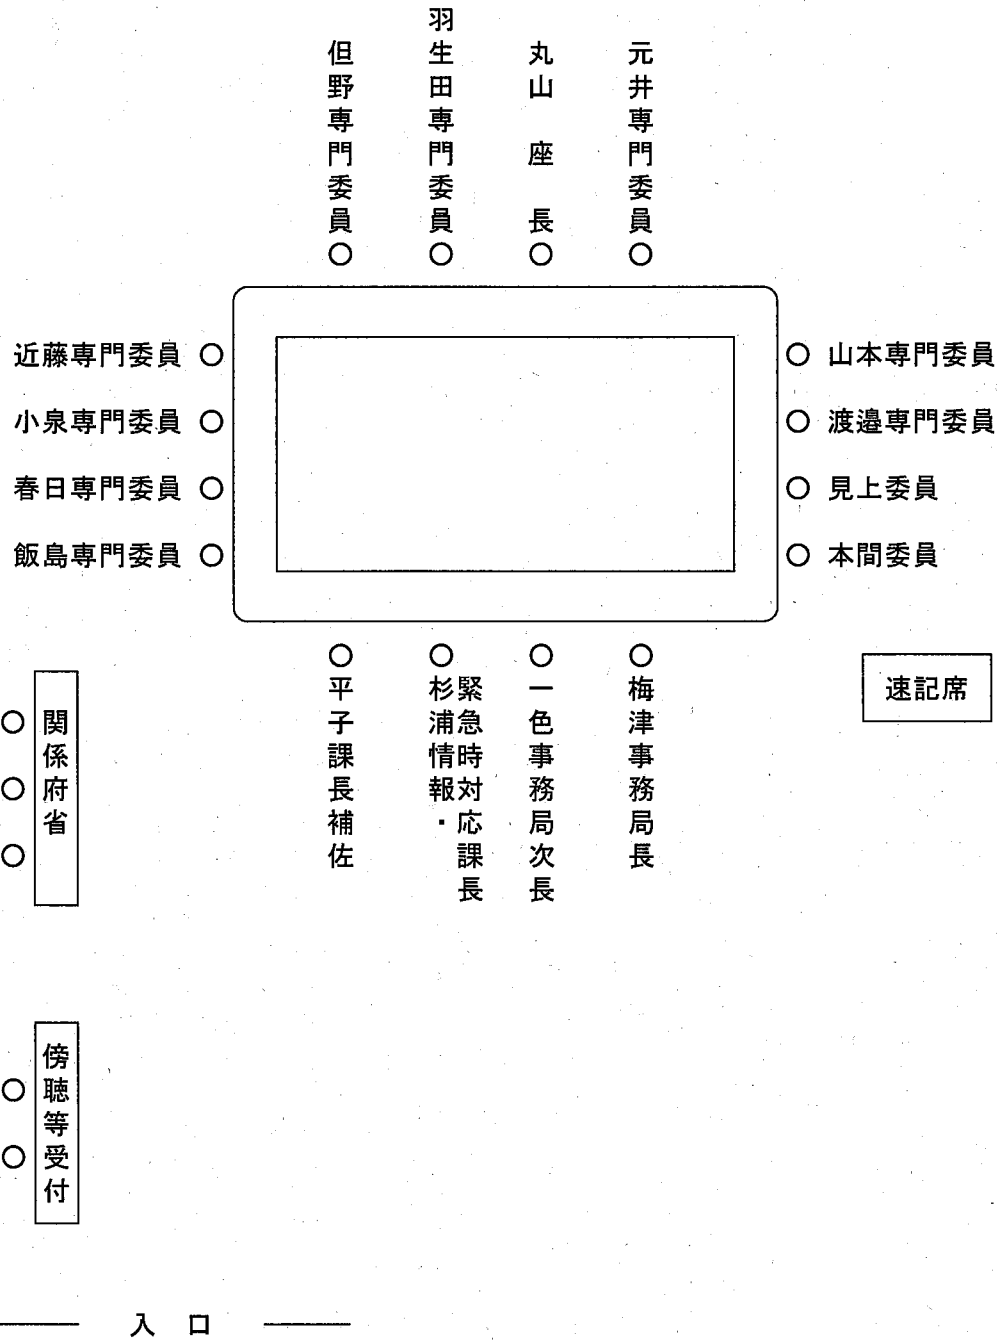 但野専門委員
羽生田専門委員
丸山 座長
元井専門委員
近藤専門委員
小泉専門委員
春日専門委員
飯島専門委員
山本専門委員
渡邉専門委員
見上委員
本間委員
平子課長補佐
杉浦情報・
緊急時対応課長
一色事務局次長
梅津事務局長
速記席
関係府省
傍聴等受付
入口